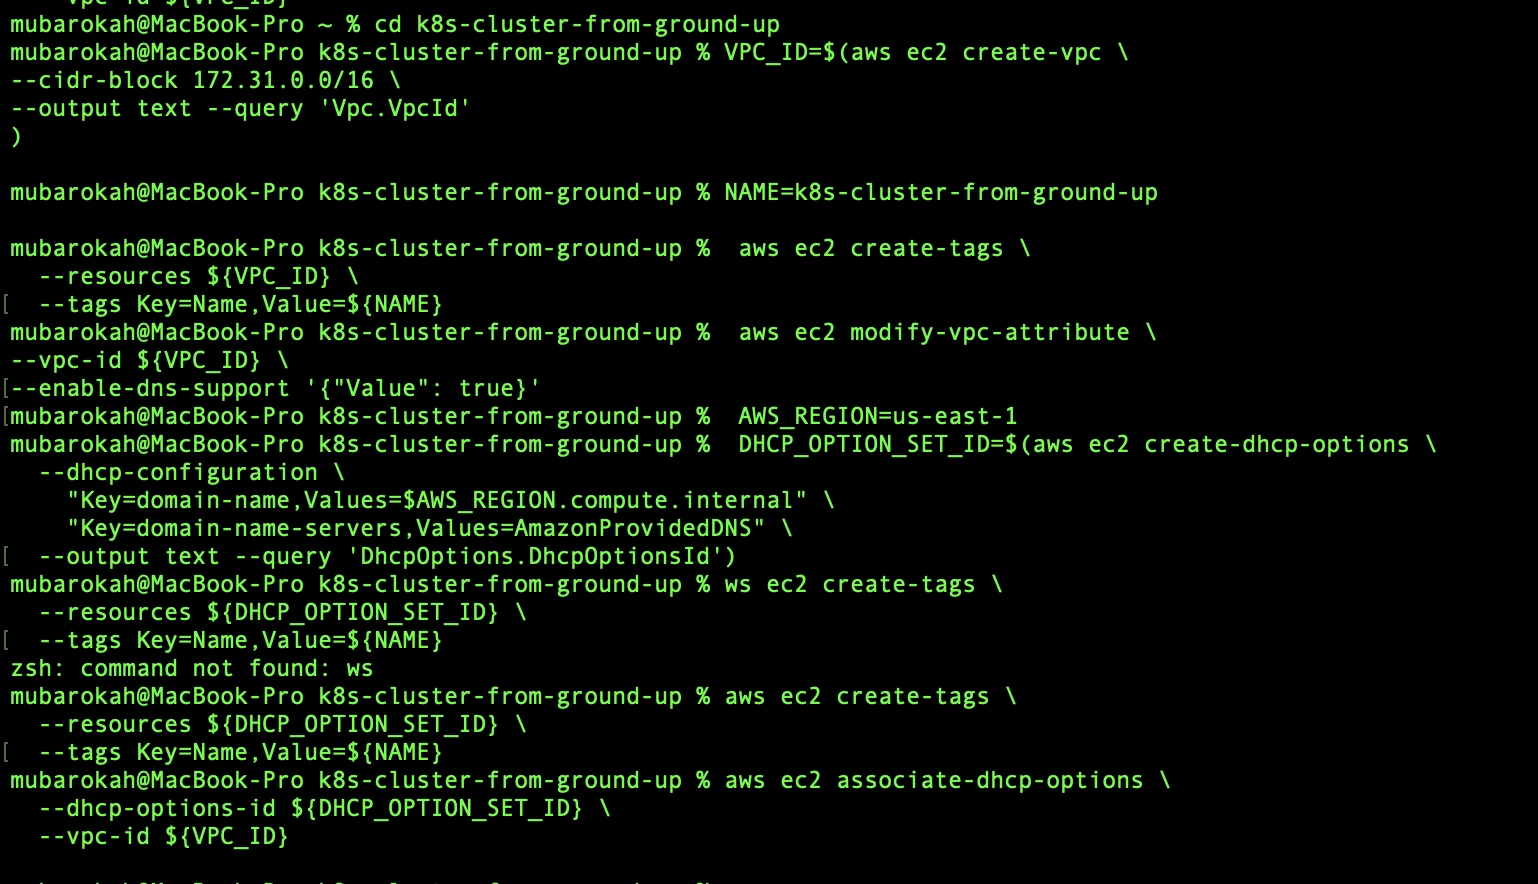 vpc-id ${VPC_ID}
mubarokah@MacBook-Pro ~ % cd k8s-cluster-from-ground-up
mubarokah@MacBook-Pro k8s-cluster-from-ground-up % VPC_ID=$(aws ec2 create-vpc \
--cidr-block 172.31.0.0/16 \
--output text --query 'Vpc.VpcId'
)
mubarokah@MacBook-Pro k8s-cluster-from-ground-up % NAME=k8s-cluster-from-ground-up
mubarokah@MacBook-Pro k8s-cluster-from-ground-up %  aws ec2 create-tags \
  --resources ${VPC_ID} \
[  --tags Key=Name,Value=${NAME}
mubarokah@MacBook-Pro k8s-cluster-from-ground-up %  aws ec2 modify-vpc-attribute \
--vpc-id ${VPC_ID} \
[--enable-dns-support '{"Value": true}'
[mubarokah@MacBook-Pro k8s-cluster-from-ground-up %  AWS_REGION=us-east-1
mubarokah@MacBook-Pro k8s-cluster-from-ground-up %  DHCP_OPTION_SET_ID=$(aws ec2 create-dhcp-options \
  --dhcp-configuration \
    "Key=domain-name,Values=$AWS_REGION.compute.internal" \
    "Key=domain-name-servers,Values=AmazonProvidedDNS" \
[  --output text --query 'DhcpOptions.DhcpOptionsId')
mubarokah@MacBook-Pro k8s-cluster-from-ground-up % ws ec2 create-tags \
  --resources ${DHCP_OPTION_SET_ID} \
[  --tags Key=Name,Value=${NAME}
zsh: command not found: ws
mubarokah@MacBook-Pro k8s-cluster-from-ground-up % aws ec2 create-tags \
  --resources ${DHCP_OPTION_SET_ID} \
[  --tags Key=Name,Value=${NAME}
mubarokah@MacBook-Pro k8s-cluster-from-ground-up % aws ec2 associate-dhcp-options \
  --dhcp-options-id ${DHCP_OPTION_SET_ID} \
  --vpc-id ${VPC_ID}